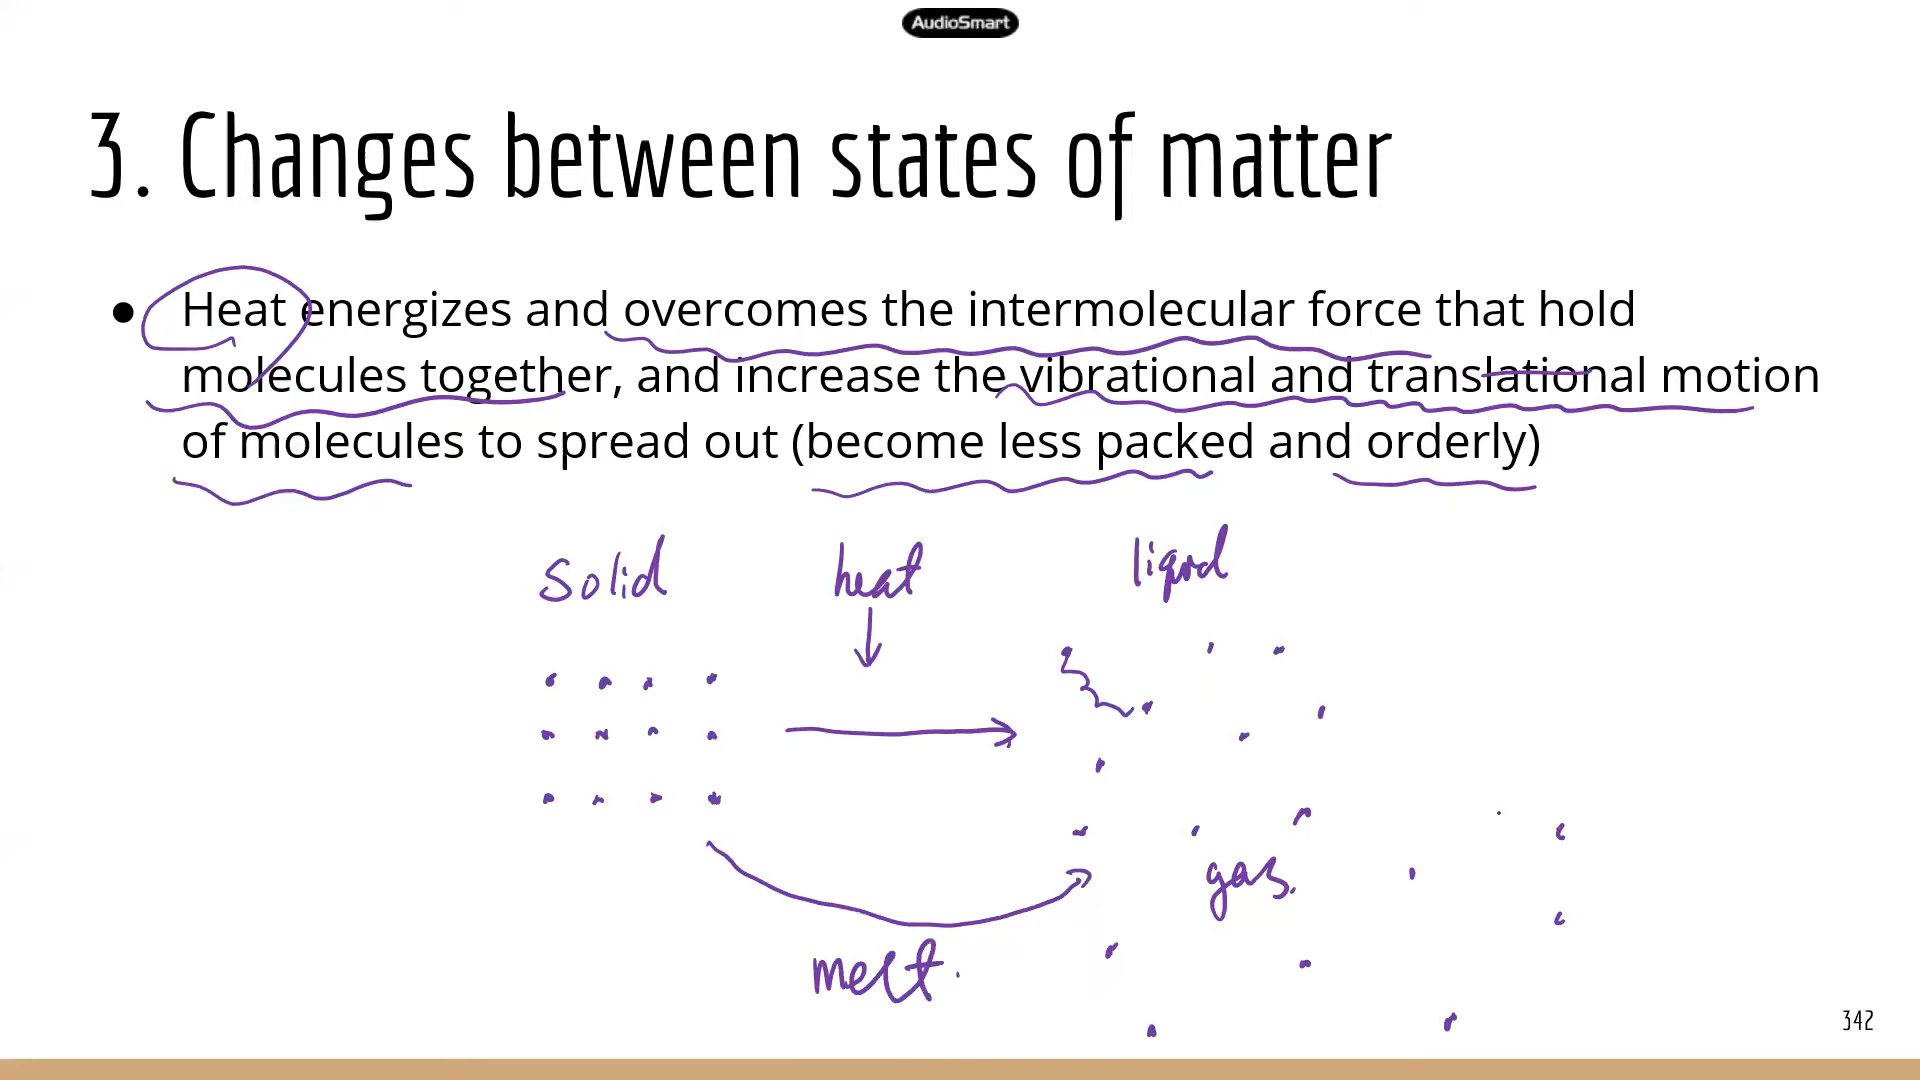 AudioSmart
3. Changes between states of matter
● Heat energizes and overcomes the intermolecular force that hold
molecules together, and increase the vibrational and translational motion
of molecules to spread out (become less packed and orderly)
solid heat liquid
gas.
melt.
342